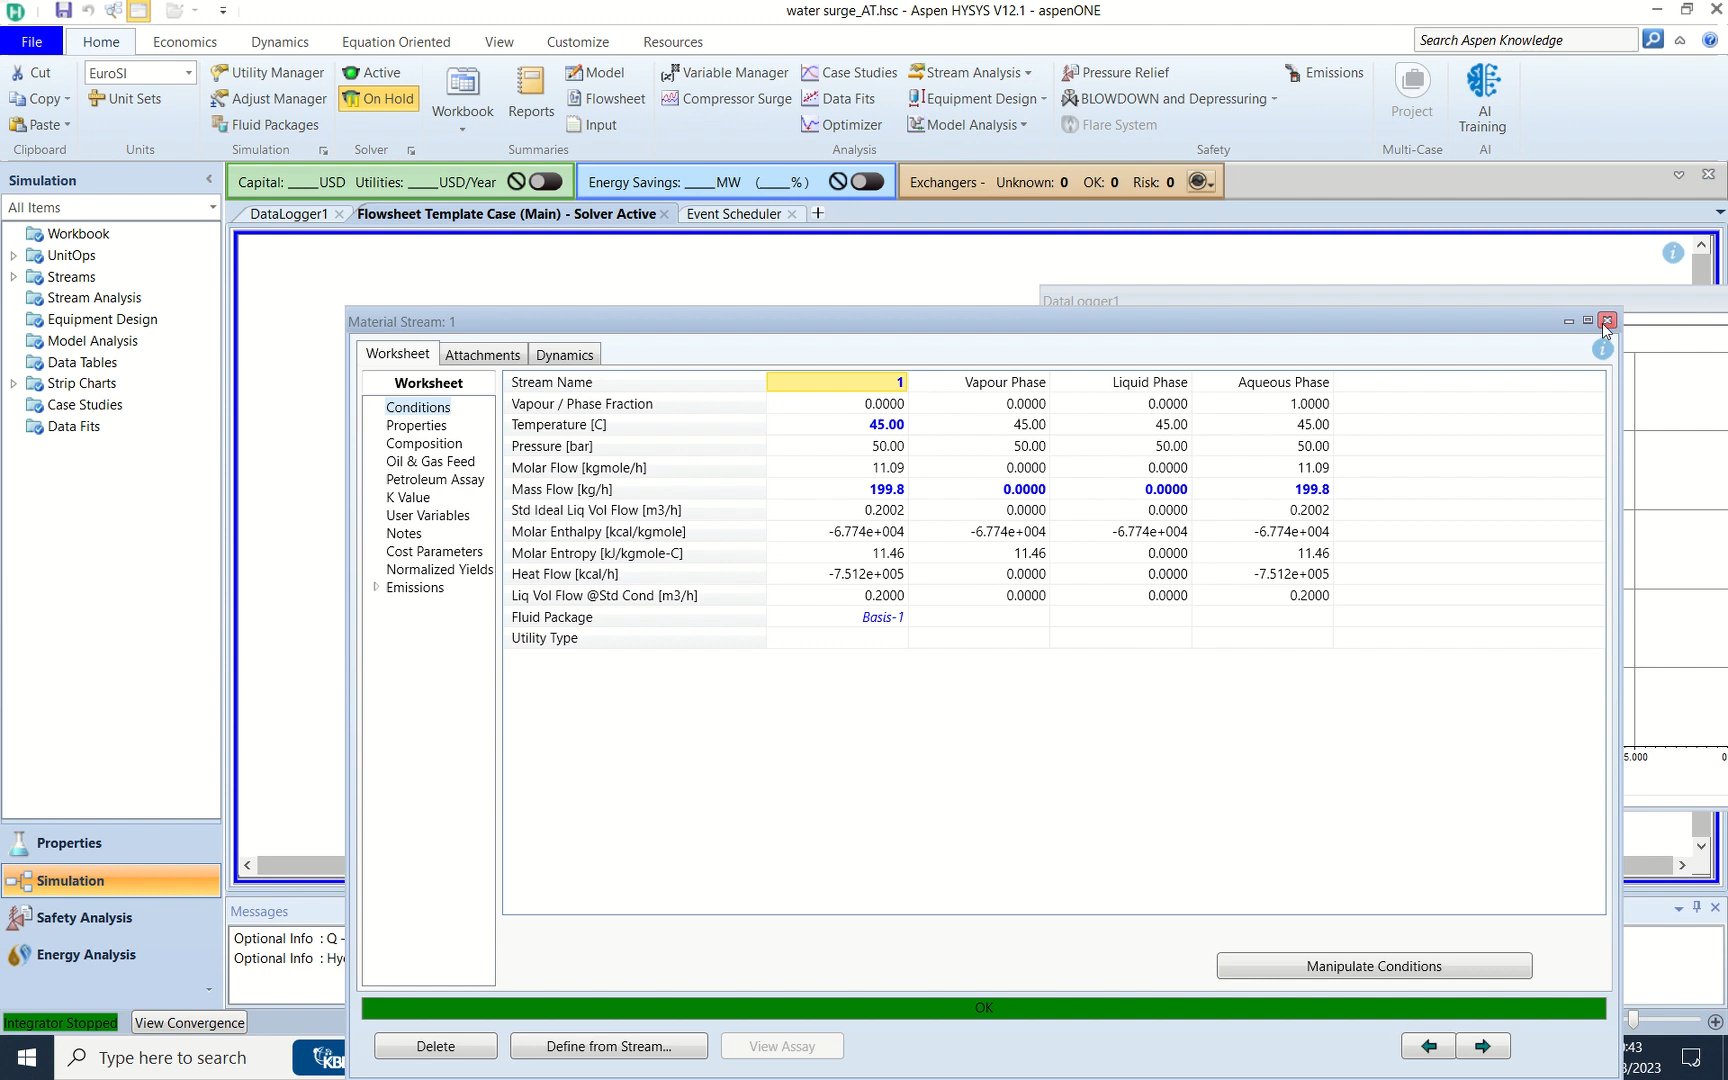 water surge_AT.hsc - Aspen HYSYS V12.1 - aspenONE
File Home Economics Dynamics Equation Oriented View Customize Resources Search Aspen Knowledge
Cut EuroSI Utility Manager Active Model Variable Manager Case Studies Stream Analysis Pressure Relief Emissions
Copy Unit Sets Adjust Manager On Hold Workbook Reports Flowsheet Compressor Surge Data Fits Equipment Design BLOWDOWN and Depressuring Project AI Training
Paste Fluid Packages Input Optimizer Model Analysis Flare System
Clipboard Units Simulation Solver Summaries Analysis Safety Multi-Case AI
Simulation
Capital: ____USD Utilities: ____USD/Year Energy Savings: ____MW (____%) Exchangers - Unknown: 0 OK: 0 Risk: 0
All Items
DataLogger1 Flowsheet Template Case (Main) - Solver Active Event Scheduler
Workbook
UnitOps
Streams
Stream Analysis
Equipment Design
Model Analysis
Data Tables
Strip Charts
Case Studies
Data Fits
DataLogger1
Material Stream: 1
Worksheet Attachments Dynamics
Worksheet
Conditions
Properties
Composition
Oil & Gas Feed
Petroleum Assay
K Value
User Variables
Notes
Cost Parameters
Normalized Yields
Emissions
Stream Name 1 Vapour Phase Liquid Phase Aqueous Phase
Vapour / Phase Fraction 0.0000 0.0000 0.0000 1.0000
Temperature [C] 45.00 45.00 45.00 45.00
Pressure [bar] 50.00 50.00 50.00 50.00
Molar Flow [kgmole/h] 11.09 0.0000 0.0000 11.09
Mass Flow [kg/h] 199.8 0.0000 0.0000 199.8
Std Ideal Liq Vol Flow [m3/h] 0.2002 0.0000 0.0000 0.2002
Molar Enthalpy [kcal/kgmole] -6.774e+004 -6.774e+004 -6.774e+004 -6.774e+004
Molar Entropy [kJ/kgmole-C] 11.46 11.46 0.0000 11.46
Heat Flow [kcal/h] -7.512e+005 0.0000 0.0000 -7.512e+005
Liq Vol Flow @Std Cond [m3/h] 0.2000 0.0000 0.0000 0.2000
Fluid Package Basis-1
Utility Type
5.000
Properties
Simulation
Safety Analysis
Energy Analysis
Messages
Optional Info : Q -
Optional Info : Hy
Manipulate Conditions
OK
Integrator Stopped View Convergence
Delete Define from Stream... View Assay
Type here to search KBI
:43
/2023